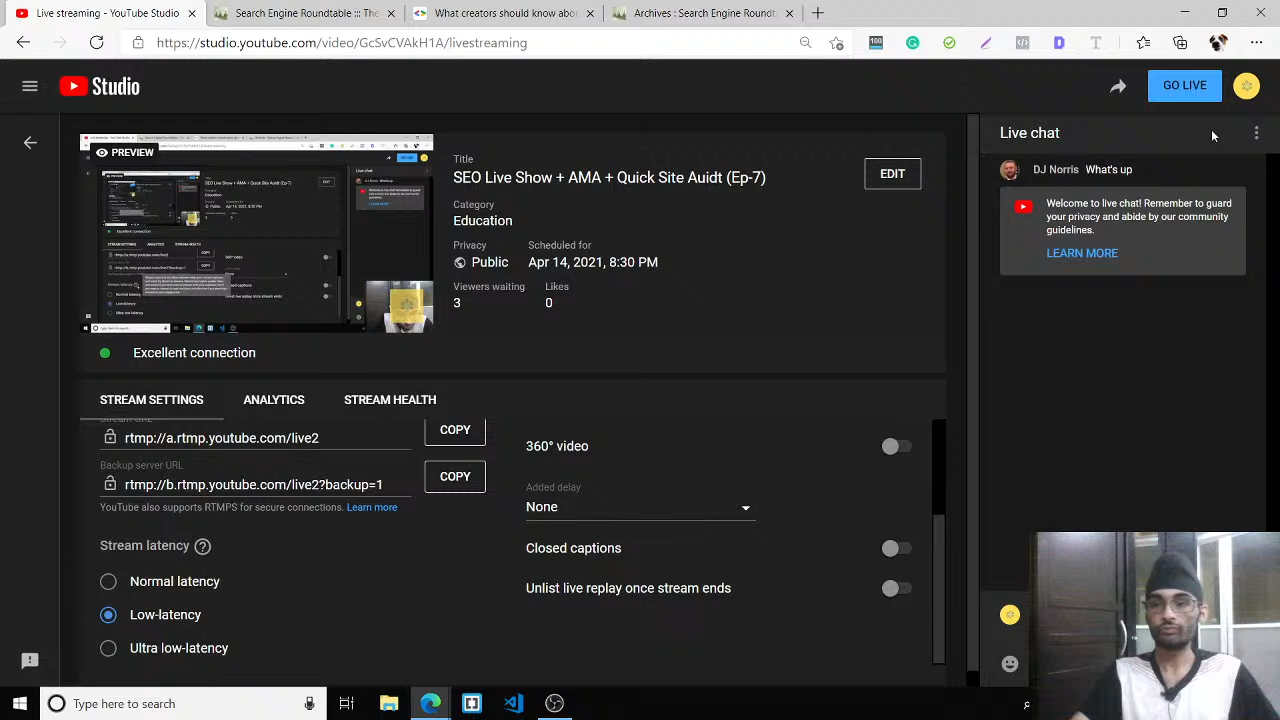 Live streaming - YouTube Studio
Search Engine Roundtable ::: The
What creators should know abou
Archives : Search Engine Roundt
https://studio.youtube.com/video/GcSvCVAkH1A/livestreaming
100
Studio
GO LIVE
PREVIEW
Title
SEO Live Show + AMA + Quick Site Auidt (Ep-7)
EDIT
Category
Education
Privacy
Scheduled for
Public
Apr 14, 2021, 8:30 PM
Viewers waiting
Likes
3
0
Excellent connection
Live chat
DJ Norris What's up
Welcome to live chat! Remember to guard
your privacy and abide by our community
guidelines.
LEARN MORE
STREAM SETTINGS
ANALYTICS
STREAM HEALTH
Stream URL
rtmp://a.rtmp.youtube.com/live2
COPY
Backup server URL
rtmp://b.rtmp.youtube.com/live2?backup=1
COPY
YouTube also supports RTMPS for secure connections. Learn more
Stream latency
Normal latency
Low-latency
Ultra low-latency
360° video
Added delay
None
Closed captions
Unlist live replay once stream ends
Type here to search